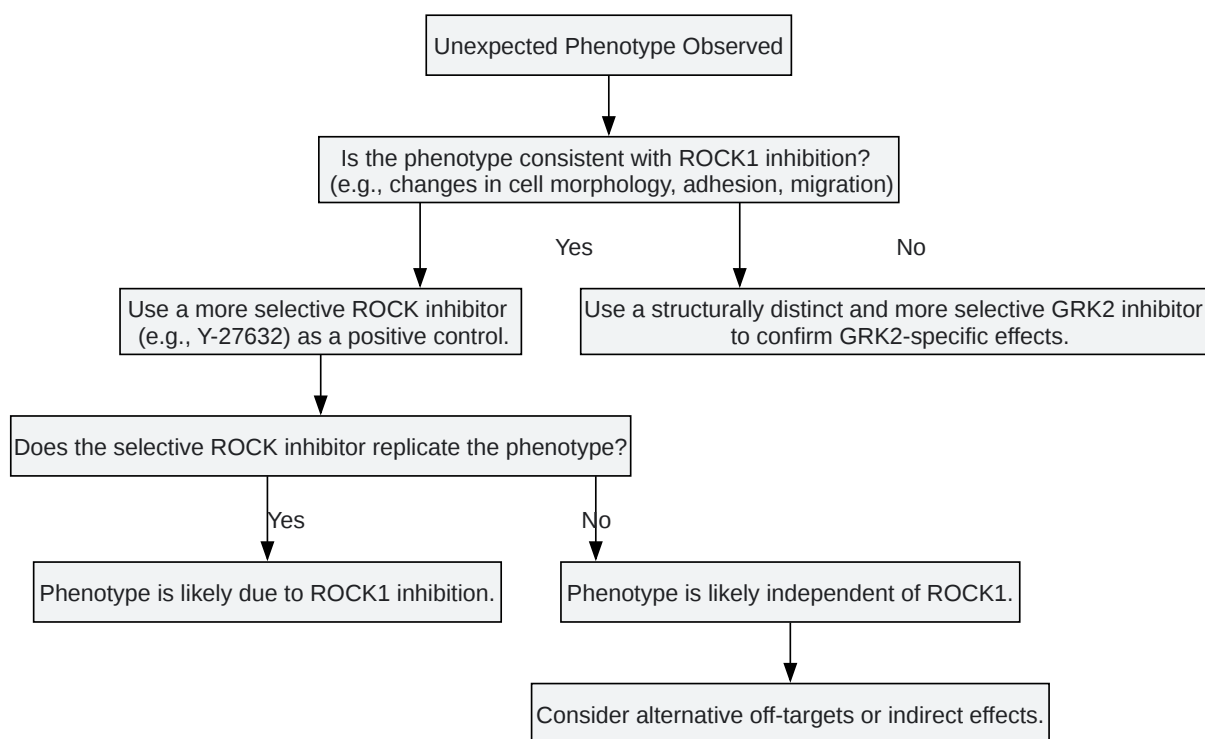 Unexpected Phenotype Observed
Is the phenotype consistent with ROCK1 inhibition?
(e.g., changes in cell morphology, adhesion, migration)
Yes
No
Use a more selective ROCK inhibitor
(e.g., Y-27632) as a positive control.
Use a structurally distinct and more selective GRK2 inhibitor
to confirm GRK2-specific effects.
Does the selective ROCK inhibitor replicate the phenotype?
Yes
No
Phenotype is likely due to ROCK1 inhibition.
Phenotype is likely independent of ROCK1.
Consider alternative off-targets or indirect effects.